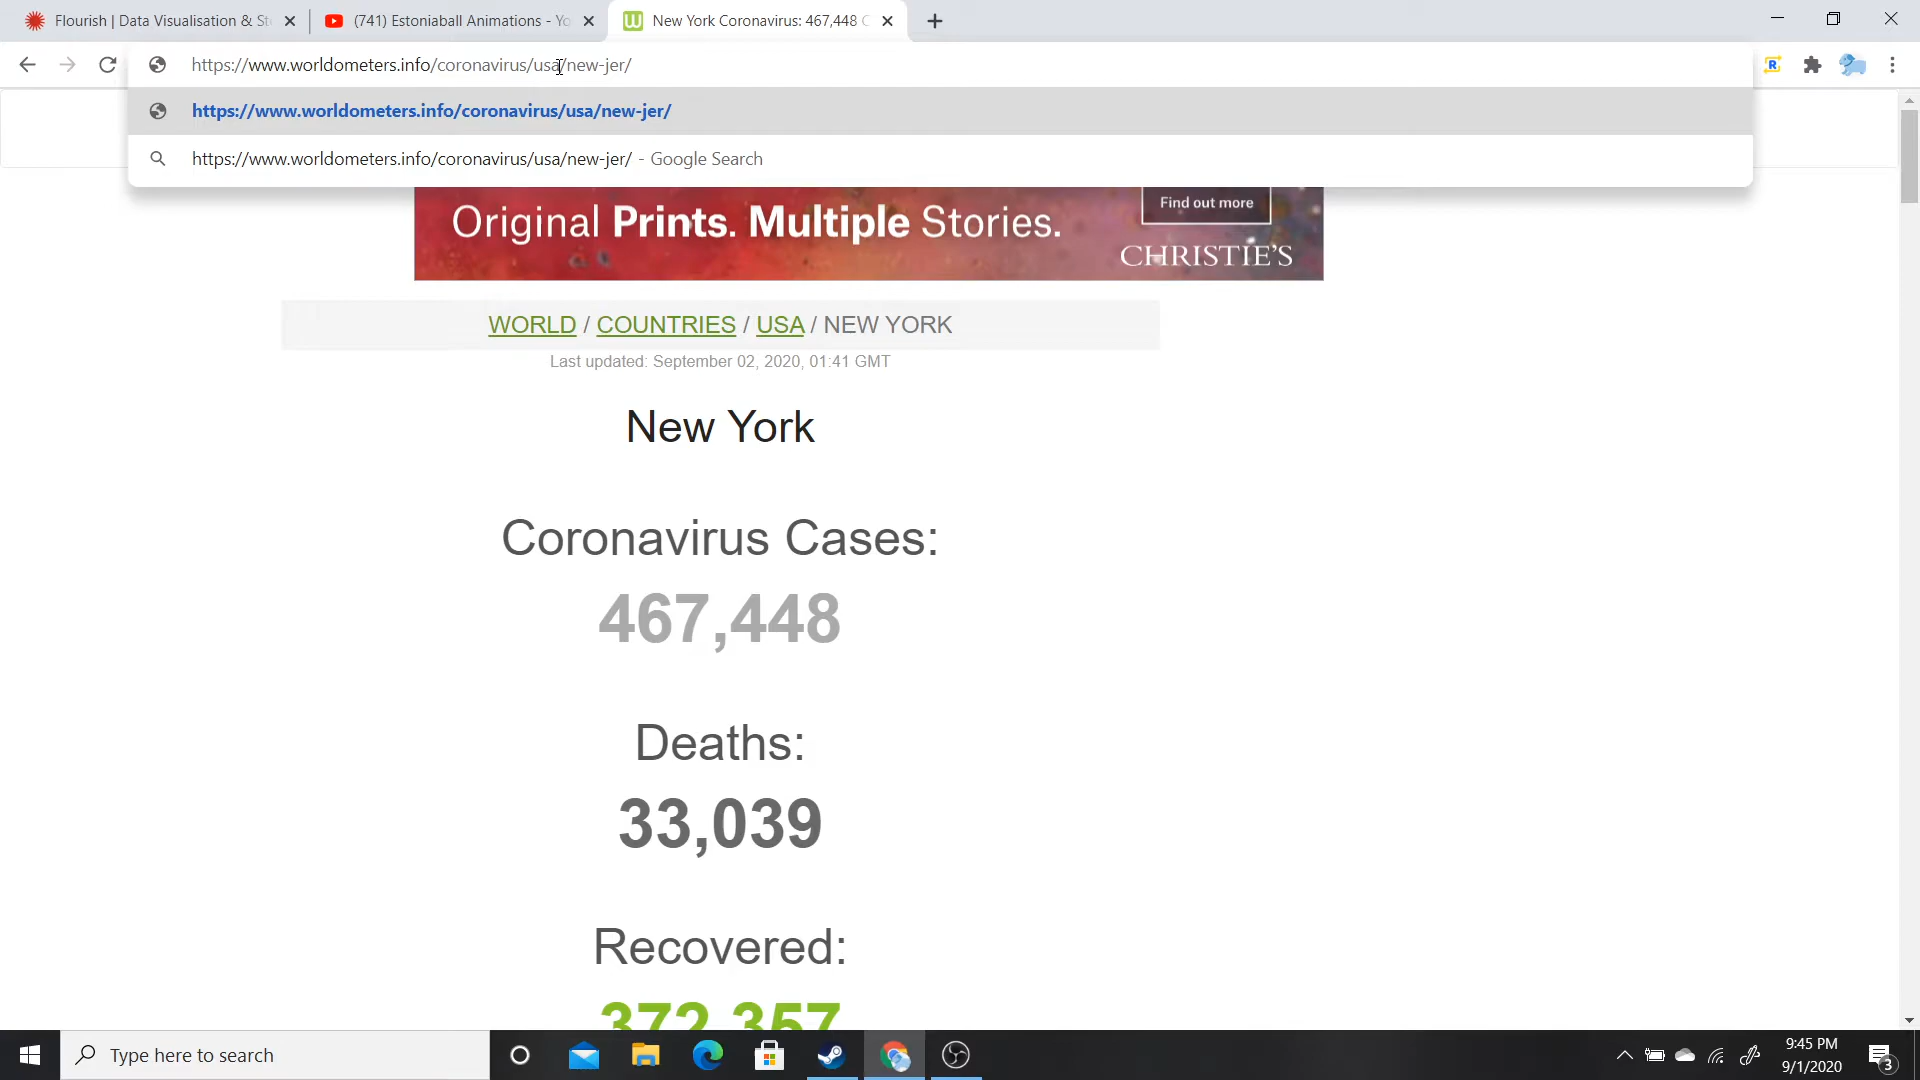 Flourish | Data Visualisation & St
(741) Estoniaball Animations - Yo
New York Coronavirus: 467,448 C
https://www.worldometers.info/coronavirus/usa/new-jer/
https://www.worldometers.info/coronavirus/usa/new-jer/
https://www.worldometers.info/coronavirus/usa/new-jer/ - Google Search
Find out more
Original Prints. Multiple Stories.
CHRISTIE'S
WORLD / COUNTRIES / USA / NEW YORK
Last updated: September 02, 2020, 01:41 GMT
New York
Coronavirus Cases:
467,448
Deaths:
33,039
Recovered:
372,357
Type here to search
9:45 PM
9/1/2020
3